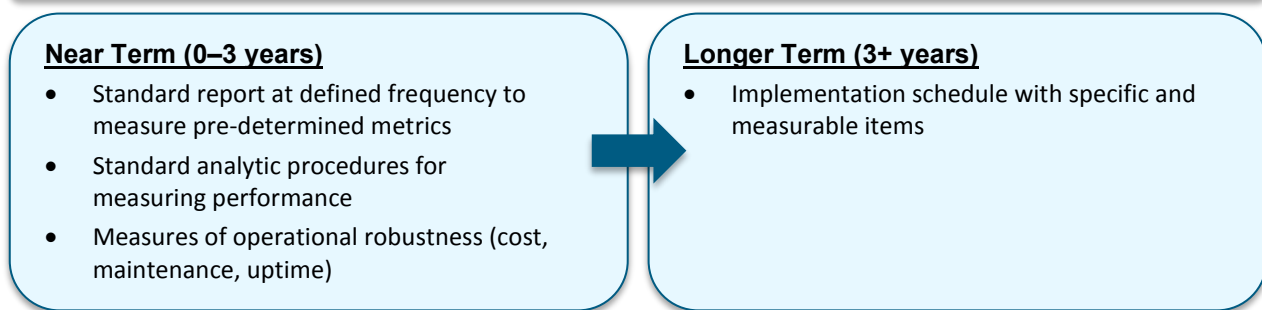 Near Term (0–3 years)
• Standard report at defined frequency to
measure pre-determined metrics
• Standard analytic procedures for
measuring performance
• Measures of operational robustness (cost,
maintenance, uptime)
Longer Term (3+ years)
• Implementation schedule with specific and
measurable items